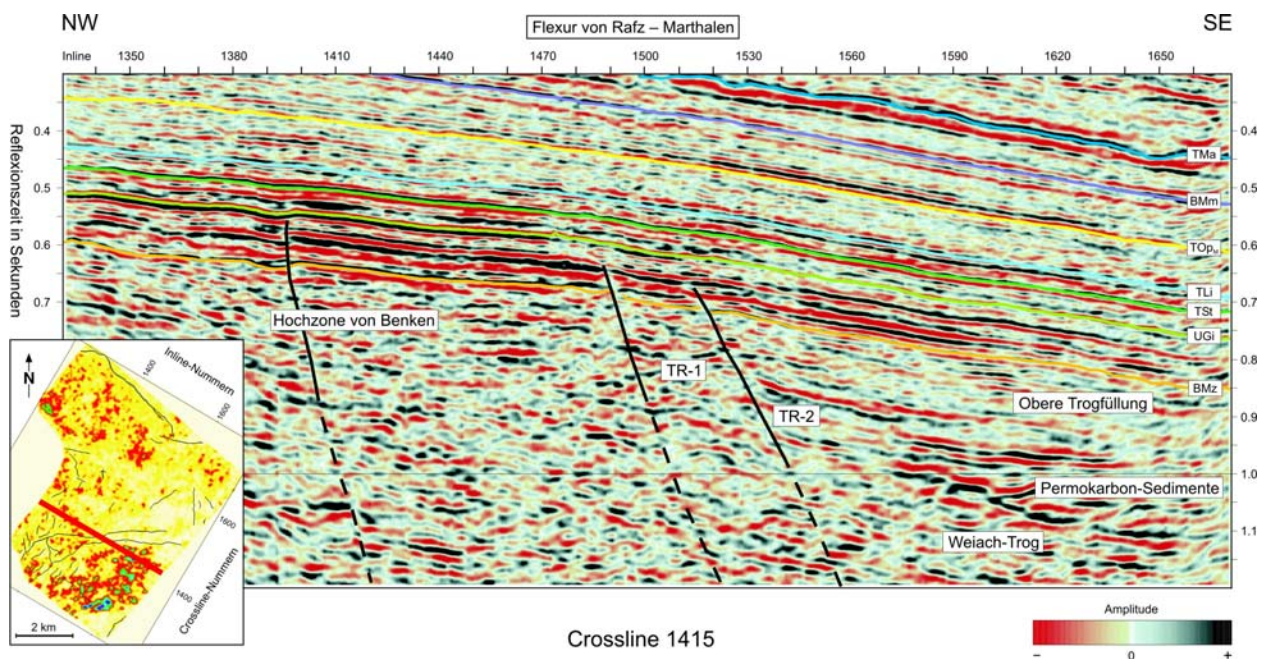 NW
Flexur von Rafz – Marthalen
SE
Inline 1350 1380 1410 1440 1470 1500 1530 1560 1590 1620 1650
Reflexionszeit in Sekunden
0.4
0.5
0.6
0.7
0.4
0.5
0.6
0.7
0.8
0.9
1.0
1.1
TMa
BMm
TOpu
TLi
TSt
UGi
BMz
Hochzone von Benken
TR-1
TR-2
Obere Trogfüllung
Permokarbon-Sedimente
Weiach-Trog
N
Inline-Nummern
1400
1600
1600
1400
Crossline-Nummern
2 km
Crossline 1415
Amplitude
– 0 +